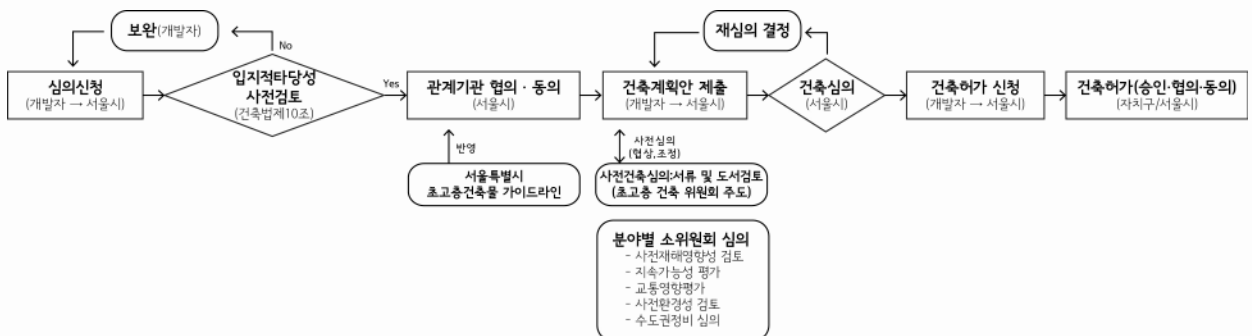 보완(개발자)
재심의 결정
No
심의신청
(개발자 → 서울시)
입지적타당성
사전검토
(건축법제10조)
Yes
관계기관 협의 · 동의
(서울시)
건축계획안 제출
(개발자 → 서울시)
건축심의
(서울시)
건축허가 신청
(개발자 → 서울시)
건축허가(승인·협의·동의)
(자치구/서울시)
반영
사전심의
(협상,조정)
서울특별시
초고층건축물 가이드라인
사전건축심의:서류 및 도서검토
(초고층 건축 위원회 주도)
분야별 소위원회 심의
- 사전재해영향성 검토
- 지속가능성 평가
- 교통영향평가
- 사전환경성 검토
- 수도권정비 심의